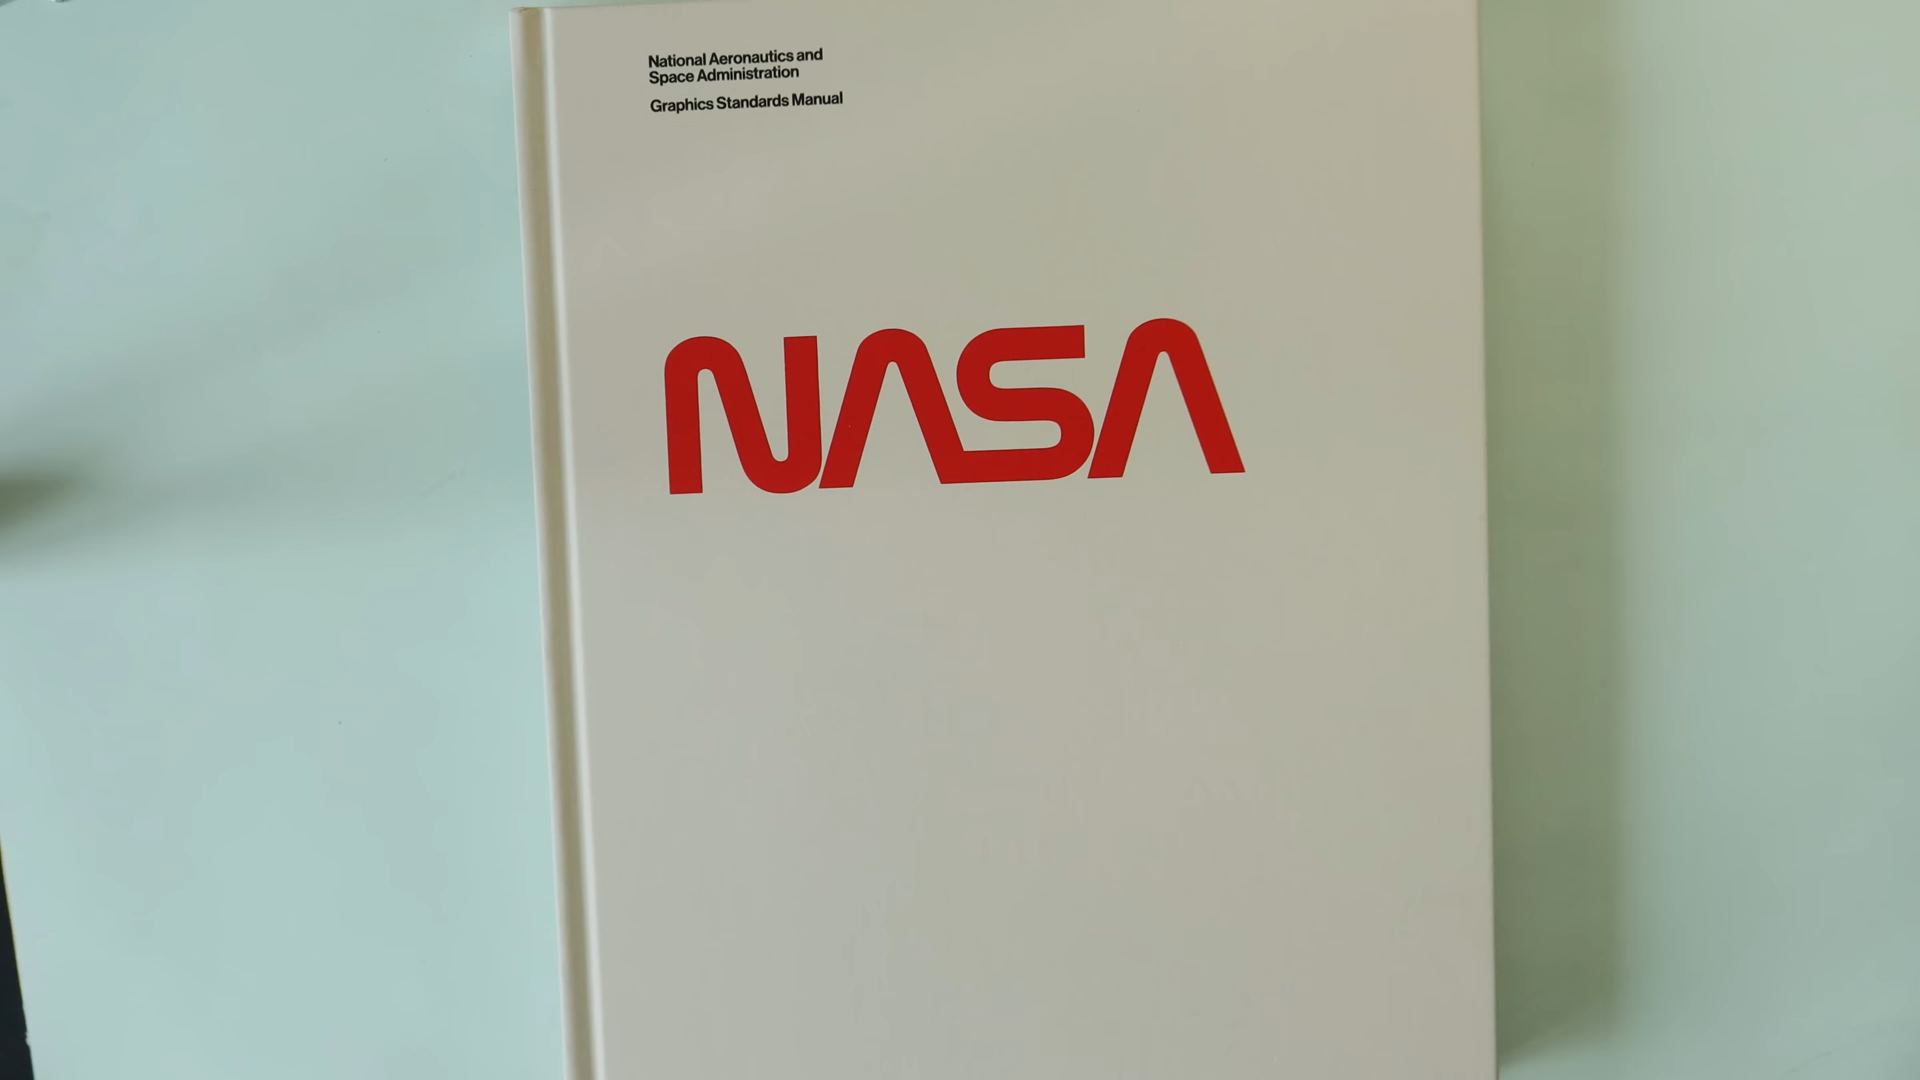 National Aeronautics and
Space Administration
Graphics Standards Manual
NASA